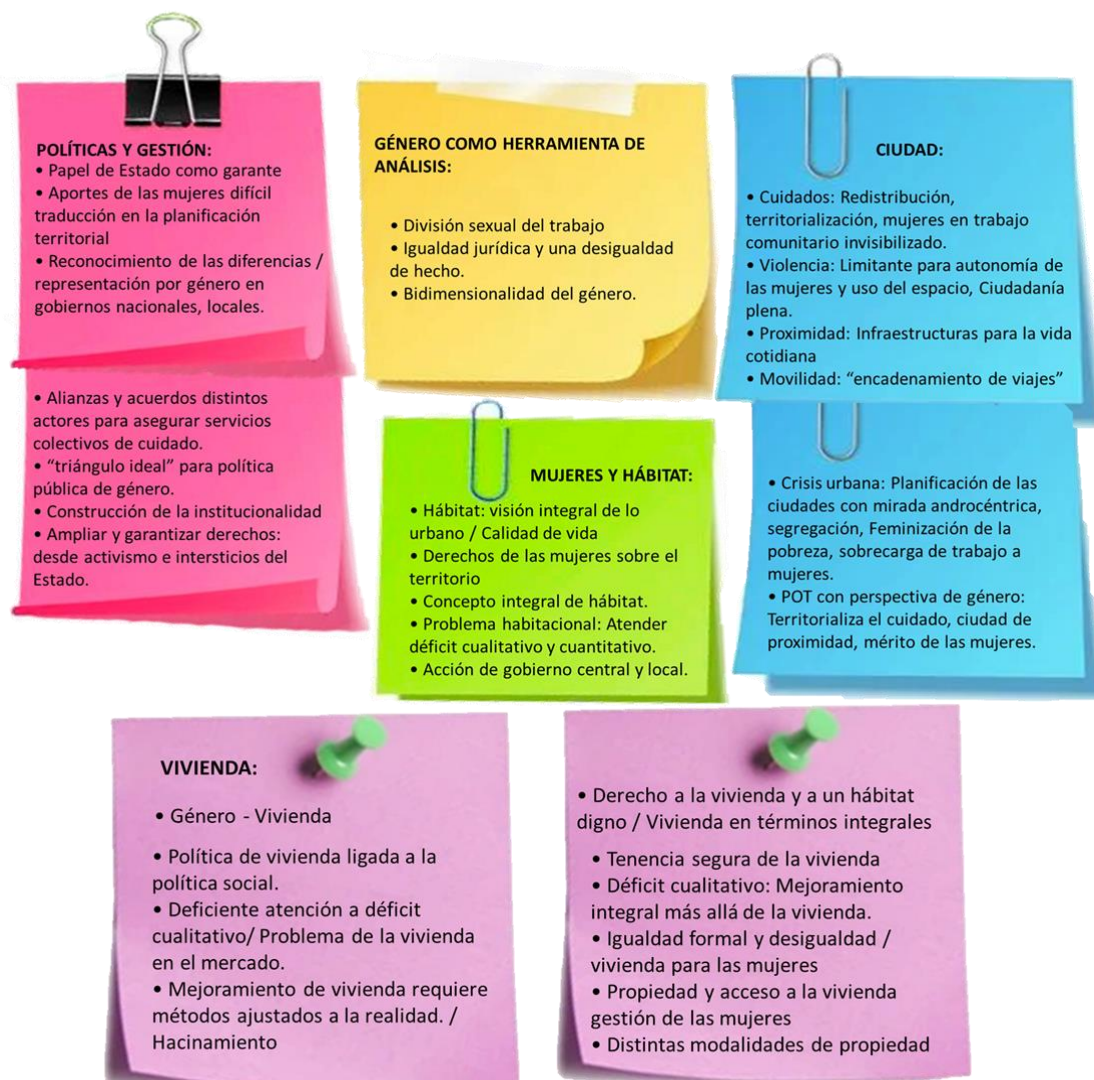 POLÍTICAS Y GESTIÓN:
• Papel de Estado como garante
• Aportes de las mujeres difícil
traducción en la planificación
territorial
• Reconocimiento de las diferencias /
representación por género en
gobiernos nacionales, locales.
• Alianzas y acuerdos distintos
actores para asegurar servicios
colectivos de cuidado.
• “triángulo ideal” para política
pública de género.
• Construcción de la institucionalidad
• Ampliar y garantizar derechos:
desde activismo e intersticios del
Estado.
GÉNERO COMO HERRAMIENTA DE
ANÁLISIS:
• División sexual del trabajo
• Igualdad jurídica y una desigualdad
de hecho.
• Bidimensionalidad del género.
CIUDAD:
• Cuidados: Redistribución,
territorialización, mujeres en trabajo
comunitario invisibilizado.
• Violencia: Limitante para autonomía de
las mujeres y uso del espacio, Ciudadanía
plena.
• Proximidad: Infraestructuras para la vida
cotidiana
• Movilidad: “encadenamiento de viajes”
• Crisis urbana: Planificación de las
ciudades con mirada androcéntrica,
segregación, Feminización de la
pobreza, sobrecarga de trabajo a
mujeres.
• POT con perspectiva de género:
Territorializa el cuidado, ciudad de
proximidad, mérito de las mujeres.
MUJERES Y HÁBITAT:
• Hábitat: visión integral de lo
urbano / Calidad de vida
• Derechos de las mujeres sobre el
territorio
• Concepto integral de hábitat.
• Problema habitacional: Atender
déficit cualitativo y cuantitativo.
• Acción de gobierno central y local.
VIVIENDA:
• Género - Vivienda
• Política de vivienda ligada a la
política social.
• Deficiente atención a déficit
cualitativo/ Problema de la vivienda
en el mercado.
• Mejoramiento de vivienda requiere
métodos ajustados a la realidad. /
Hacinamiento
• Derecho a la vivienda y a un hábitat
digno / Vivienda en términos integrales
• Tenencia segura de la vivienda
• Déficit cualitativo: Mejoramiento
integral más allá de la vivienda.
• Igualdad formal y desigualdad /
vivienda para las mujeres
• Propiedad y acceso a la vivienda
gestión de las mujeres
• Distintas modalidades de propiedad